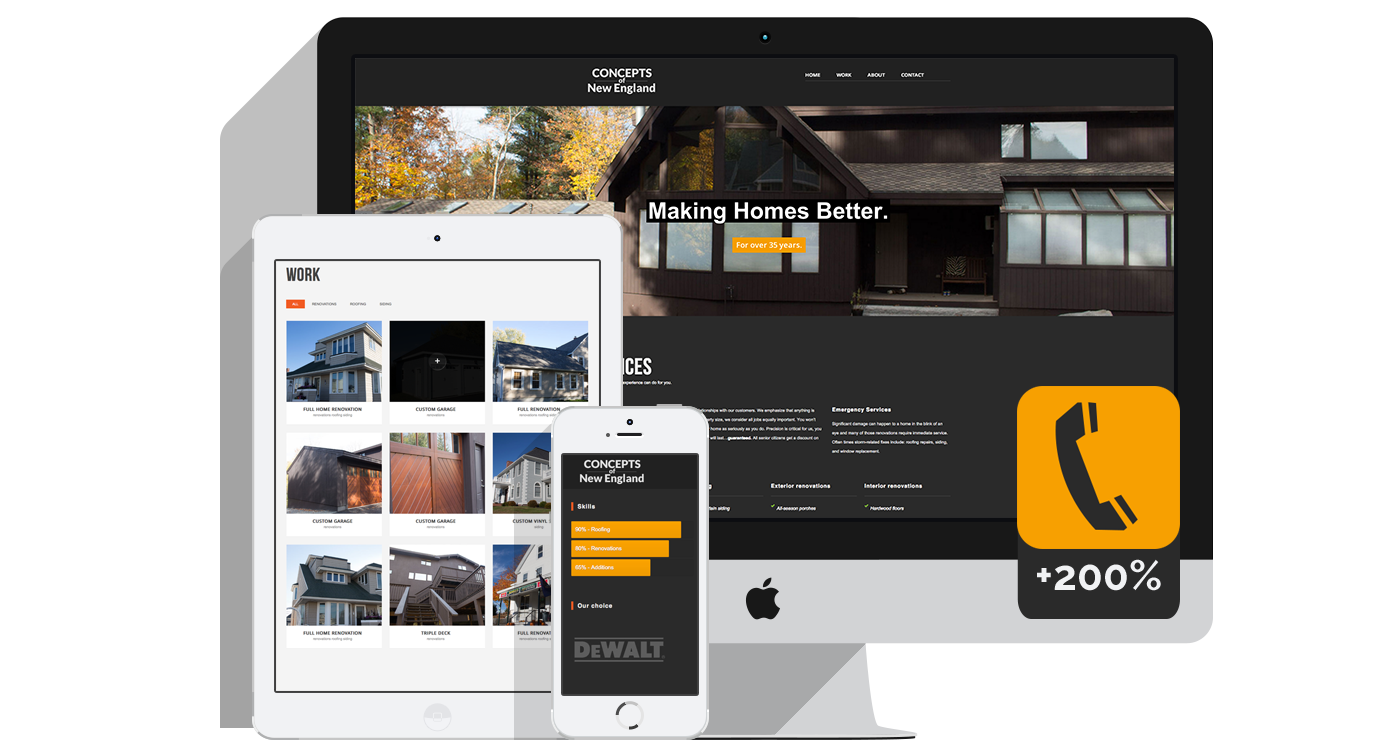 CONCEPTS
of
New England
HOME WORK ABOUT CONTACT
Making Homes Better.
For over 35 years.
ICES
experience can do for you.
elationships with our customers. We emphasize that anything is
erty size, we consider all jobs equally important. You won't
home as seriously as you do. Precision is critical for us, you
will last...guaranteed. All senior citizens get a discount on
Emergency Services
Significant damage can happen to a home in the blink of an
eye and many of those renovations require immediate service.
Often times storm-related fixes include: roofing repairs, siding,
and window replacement.
g
Exterior renovations
Interior renovations
tain siding
All-season porches
Hardwood floors
WORK
ALL RENOVATIONS ROOFING SIDING
FULL HOME RENOVATION
renovations roofing siding
CUSTOM GARAGE
renovations
FULL RENOVATION
renovations roofing sidi
CUSTOM GARAGE
renovations
CUSTOM GARAGE
renovations
CUSTOM VINYL
siding
FULL HOME RENOVATION
renovations roofing siding
TRIPLE DECK
renovations
FULL RENOVAT
renovations roofing s
CONCEPTS
of
New England
Skills
90% - Roofing
80% - Renovations
65% - Additions
Our choice
DEWALT
+200%